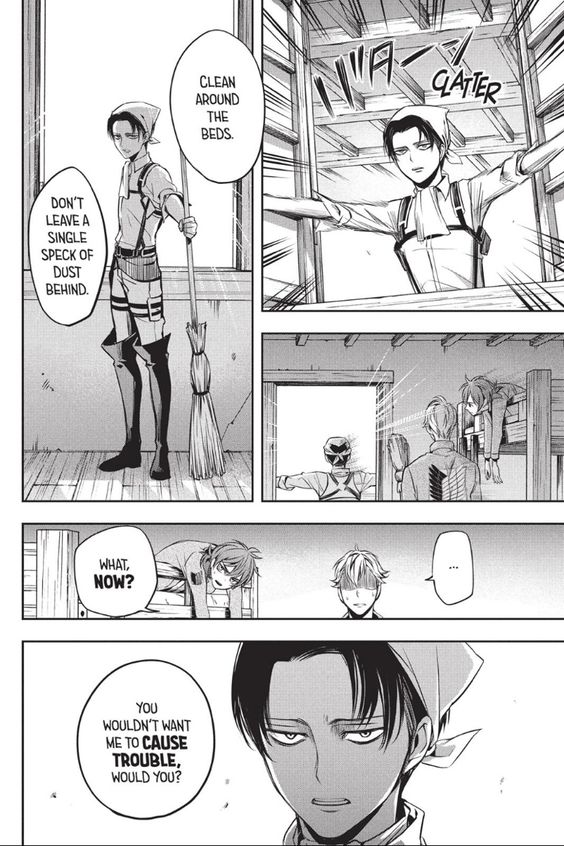 バターン
CLATTER
CLEAN
AROUND
THE
BEDS.
DON'T
LEAVE A
SINGLE
SPECK OF
DUST
BEHIND.
...
WHAT,
NOW?
YOU
WOULDN'T WANT
ME TO CAUSE
TROUBLE,
WOULD YOU?